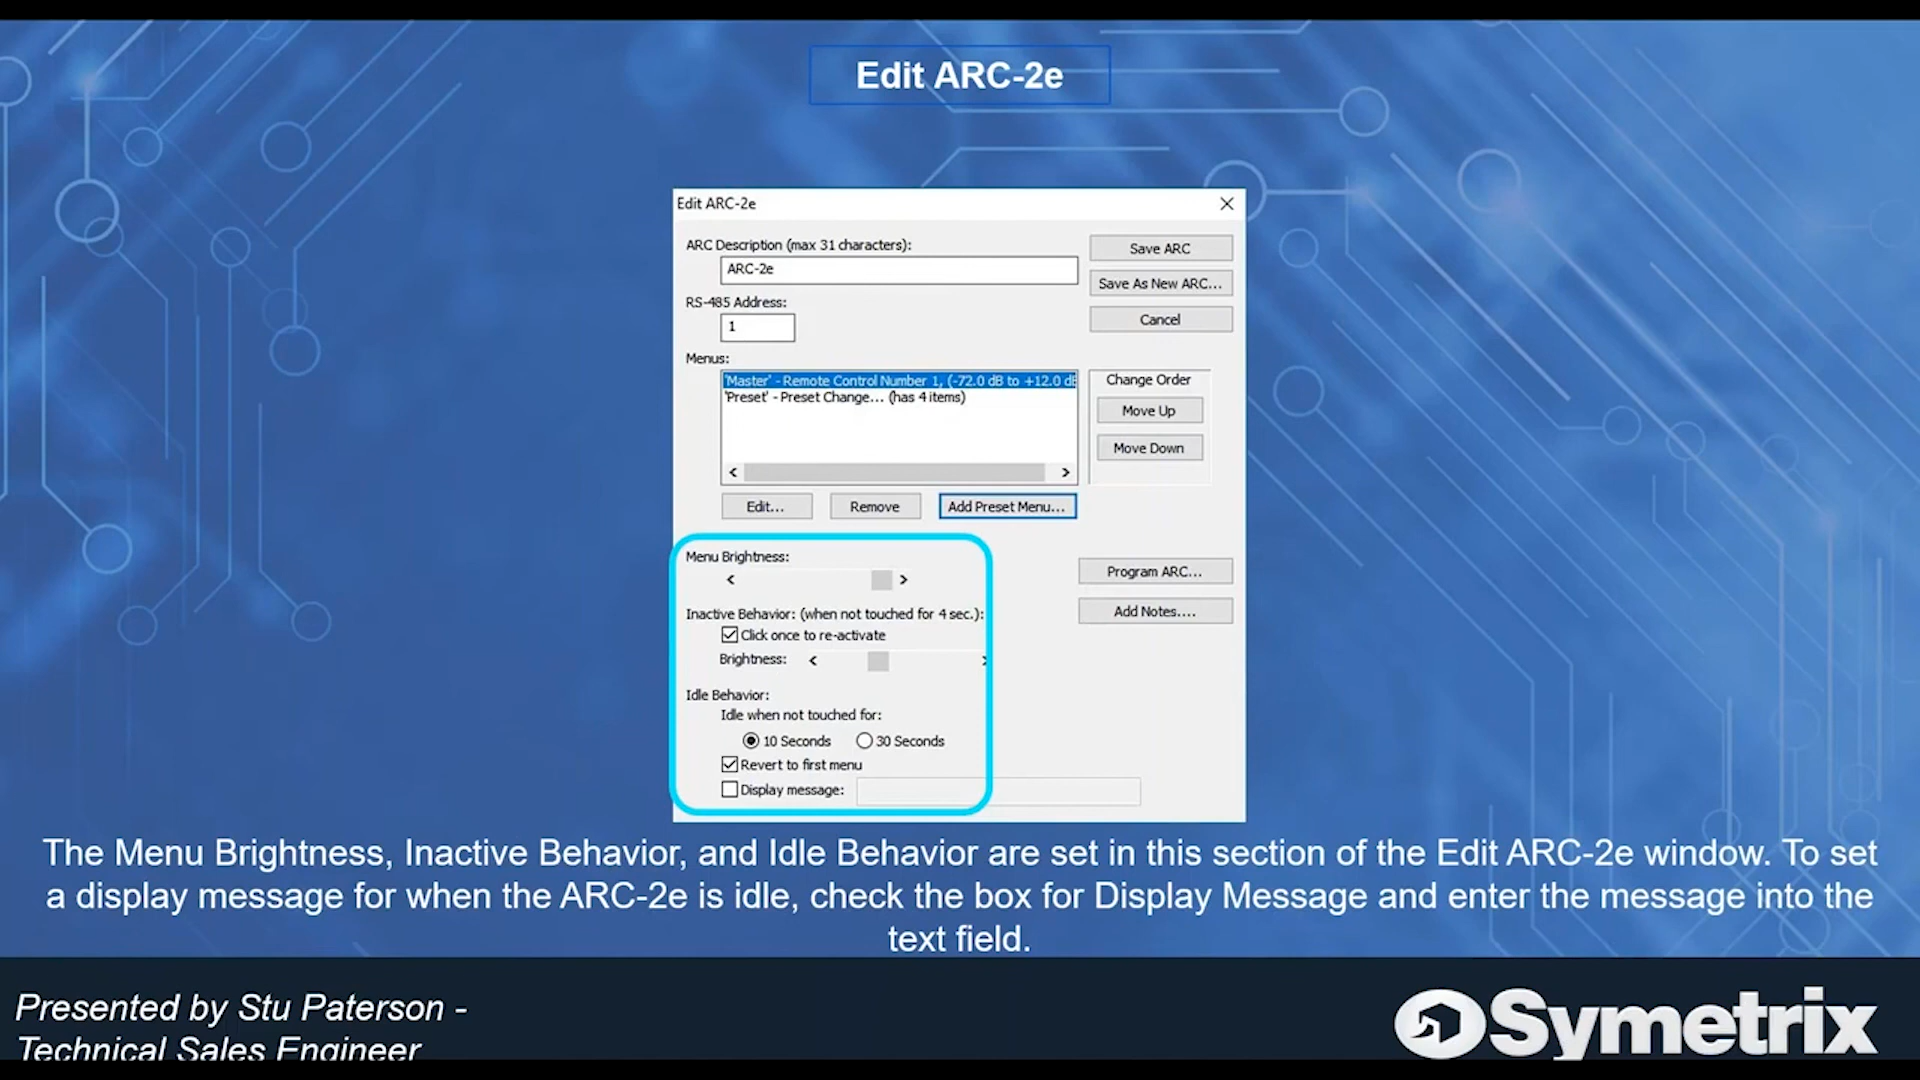 Edit ARC-2e
Edit ARC-2e
ARC Description (max 31 characters):
ARC-2e
Save ARC
Save As New ARC...
RS-485 Address:
1
Cancel
Menus:
'Master' - Remote Control Number 1, (-72.0 dB to +12.0 dB
'Preset' - Preset Change... (has 4 items)
Change Order
Move Up
Move Down
Edit...
Remove
Add Preset Menu...
Menu Brightness:
Program ARC...
Inactive Behavior: (when not touched for 4 sec.):
Add Notes....
Click once to re-activate
Brightness:
Idle Behavior:
Idle when not touched for:
10 Seconds
30 Seconds
Revert to first menu
Display message:
The Menu Brightness, Inactive Behavior, and Idle Behavior are set in this section of the Edit ARC-2e window. To set
a display message for when the ARC-2e is idle, check the box for Display Message and enter the message into the
text field.
Presented by Stu Paterson -
Technical Sales Engineer
Symetrix